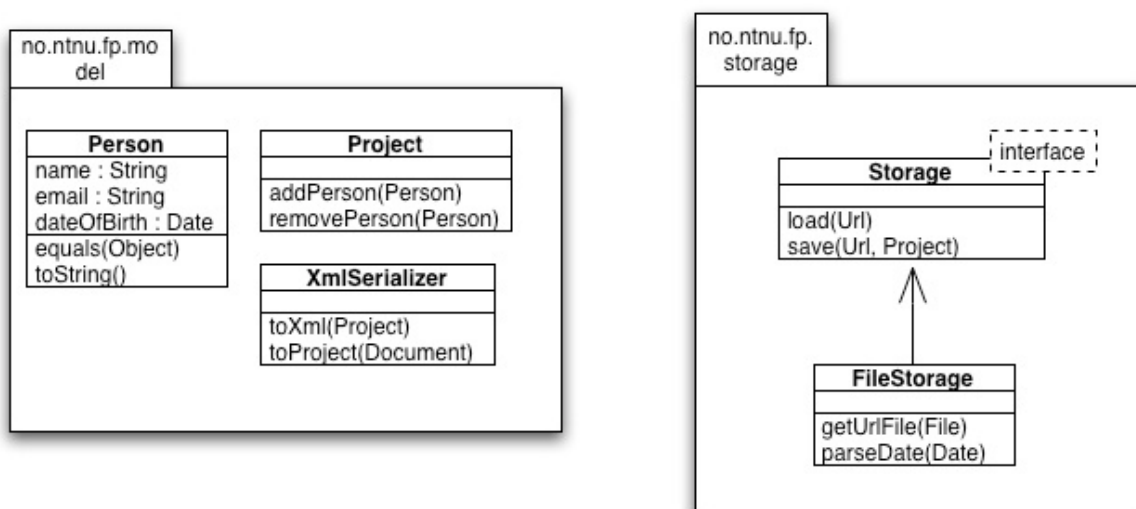 no.ntnu.fp.mo
del
Person
name : String
email : String
dateOfBirth : Date
equals(Object)
toString()
Project
addPerson(Person)
removePerson(Person)
XmlSerializer
toXml(Project)
toProject(Document)
no.ntnu.fp.
storage
interface
Storage
load(Url)
save(Url, Project)
FileStorage
getUrlFile(File)
parseDate(Date)